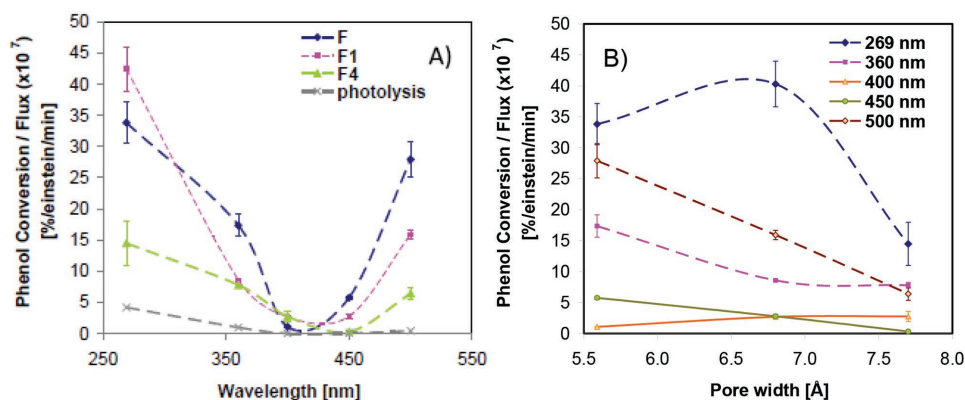 A)
F
F1
F4
photolysis
Phenol Conversion / Flux (x10 7)
[%/einstein/min]
50
45
40
35
30
25
20
15
10
5
0
250
350
450
550
Wavelength [nm]
B)
269 nm
360 nm
400 nm
450 nm
500 nm
Phenol Conversion / Flux (x10 7)
[%/einstein/min]
50
45
40
35
30
25
20
15
10
5
0
5.5
6.0
6.5
7.0
7.5
8.0
Pore width [Å]